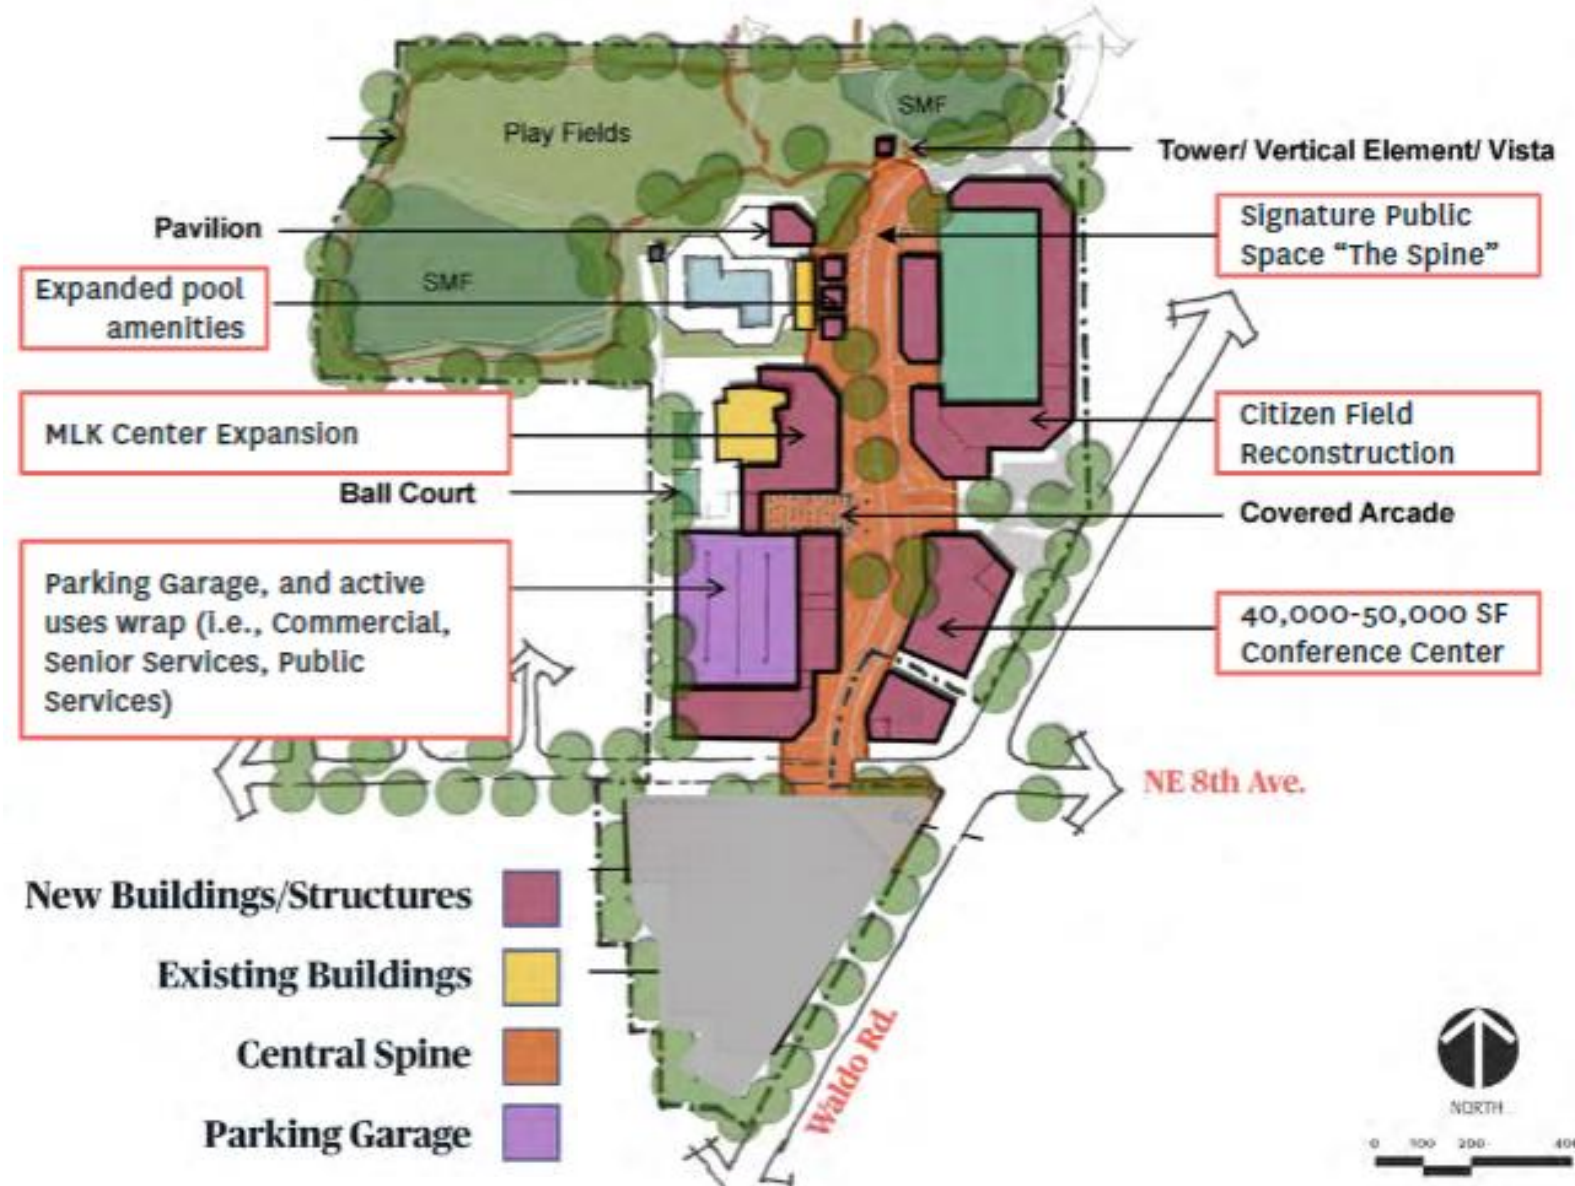 SMF
Play Fields
Tower/ Vertical Element/ Vista
Pavilion
Signature Public
Space “The Spine”
SMF
Expanded pool
amenities
MLK Center Expansion
Citizen Field
Reconstruction
Ball Court
Covered Arcade
Parking Garage, and active
uses wrap (i.e., Commercial,
Senior Services, Public
Services)
40,000-50,000 SF
Conference Center
NE 8th Ave.
New Buildings/Structures
Existing Buildings
Central Spine
Parking Garage
Waldo Rd.
NORTH
0 100 200 400